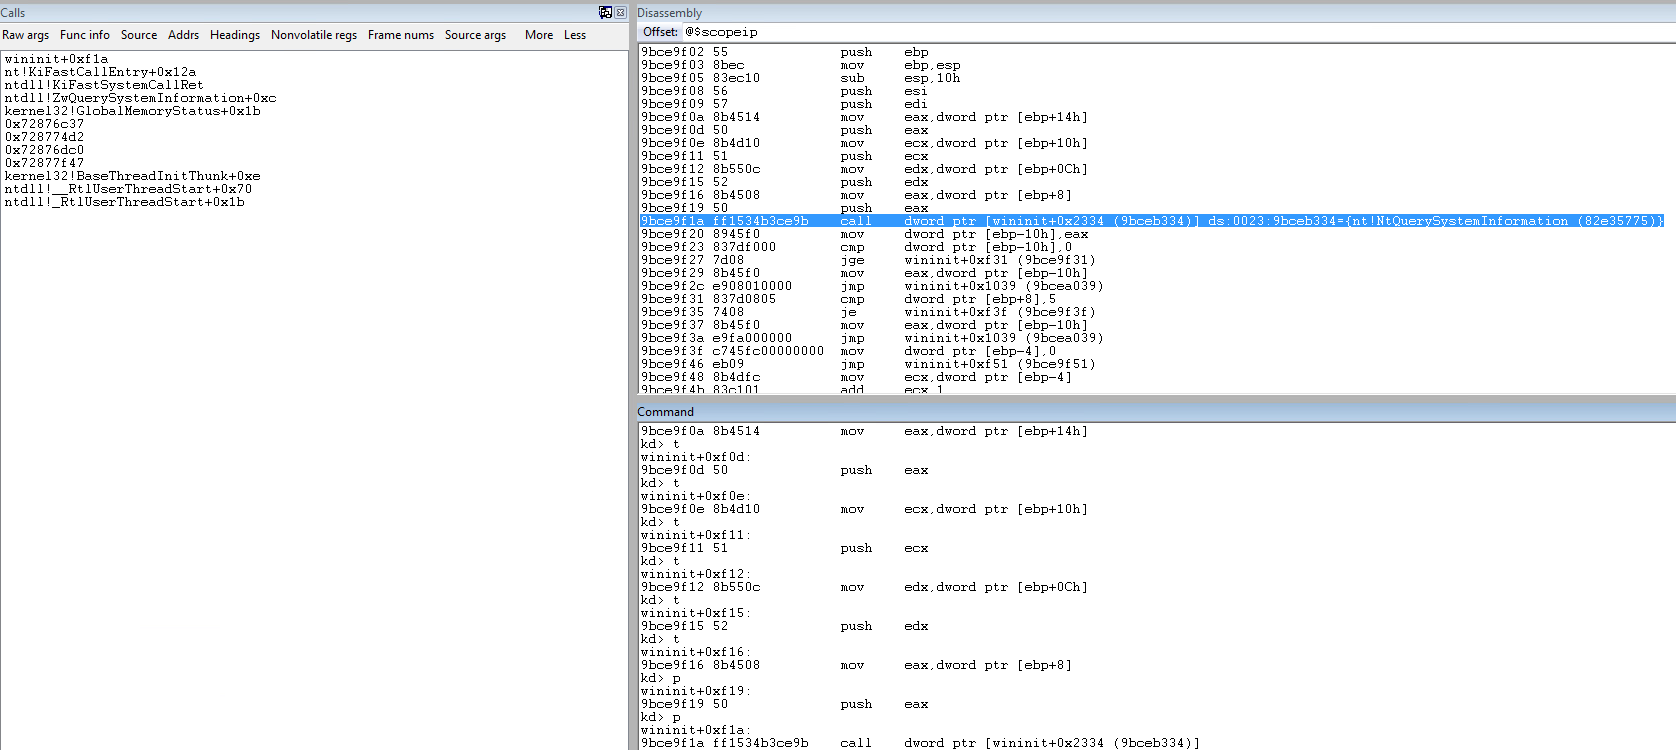 Calls
Raw args Func info Source Addrs Headings Nonvolatile regs Frame nums Source args More Less
wininit+0xf1a
nt!KiFastCallEntry+0x12a
ntdll!KiFastSystemCallRet
ntdll!ZwQuerySystemInformation+0xc
kernel32!GlobalMemoryStatus+0x1b
0x72876c37
0x728774d2
0x72876dc0
0x72877f47
kernel32!BaseThreadInitThunk+0xe
ntdll!__RtlUserThreadStart+0x70
ntdll!_RtlUserThreadStart+0x1b
Disassembly
Offset: @$scopeip
9bce9f02 55 push ebp
9bce9f03 8bec mov ebp,esp
9bce9f05 83ec10 sub esp,10h
9bce9f08 56 push esi
9bce9f09 57 push edi
9bce9f0a 8b4514 mov eax,dword ptr [ebp+14h]
9bce9f0d 50 push eax
9bce9f0e 8b4d10 mov ecx,dword ptr [ebp+10h]
9bce9f11 51 push ecx
9bce9f12 8b550c mov edx,dword ptr [ebp+0Ch]
9bce9f15 52 push edx
9bce9f16 8b4508 mov eax,dword ptr [ebp+8]
9bce9f19 50 push eax
9bce9f1a ff1534b3ce9b call dword ptr [wininit+0x2334 (9bceb334)] ds:0023:9bceb334={nt!NtQuerySystemInformation (82e35775)}
9bce9f20 8945f0 mov dword ptr [ebp-10h],eax
9bce9f23 837df000 cmp dword ptr [ebp-10h],0
9bce9f27 7d08 jge wininit+0xf31 (9bce9f31)
9bce9f29 8b45f0 mov eax,dword ptr [ebp-10h]
9bce9f2c e908010000 jmp wininit+0x1039 (9bcea039)
9bce9f31 837d0805 cmp dword ptr [ebp+8],5
9bce9f35 7408 je wininit+0xf3f (9bce9f3f)
9bce9f37 8b45f0 mov eax,dword ptr [ebp-10h]
9bce9f3a e9fa000000 jmp wininit+0x1039 (9bcea039)
9bce9f3f c745fc00000000 mov dword ptr [ebp-4],0
9bce9f46 eb09 jmp wininit+0xf51 (9bce9f51)
9bce9f48 8b4dfc mov ecx,dword ptr [ebp-4]
9bce9f4b 83c101 add ecx,1
Command
9bce9f0a 8b4514 mov eax,dword ptr [ebp+14h]
kd> t
wininit+0xf0d:
9bce9f0d 50 push eax
kd> t
wininit+0xf0e:
9bce9f0e 8b4d10 mov ecx,dword ptr [ebp+10h]
kd> t
wininit+0xf11:
9bce9f11 51 push ecx
kd> t
wininit+0xf12:
9bce9f12 8b550c mov edx,dword ptr [ebp+0Ch]
kd> t
wininit+0xf15:
9bce9f15 52 push edx
kd> t
wininit+0xf16:
9bce9f16 8b4508 mov eax,dword ptr [ebp+8]
kd> p
wininit+0xf19:
9bce9f19 50 push eax
kd> p
wininit+0xf1a:
9bce9f1a ff1534b3ce9b call dword ptr [wininit+0x2334 (9bceb334)]